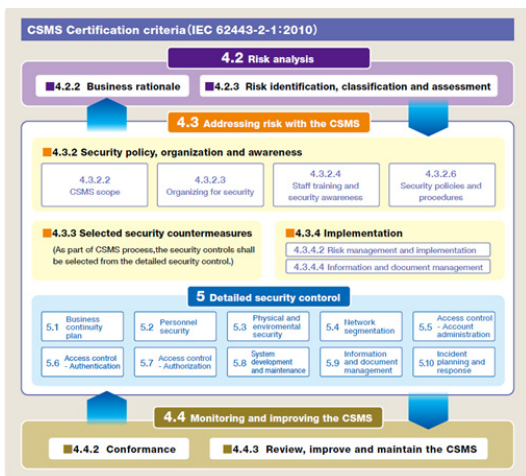 CSMS Certification criteria(IEC 62443-2-1:2010)
4.2 Risk analysis
■4.2.2 Business rationale
■4.2.3 Risk identification, classification and assessment
4.3 Addressing risk with the CSMS
■4.3.2 Security policy, organization and awareness
4.3.2.2
CSMS scope
4.3.2.3
Organizing for security
4.3.2.4
Staff training and
security awareness
4.3.2.6
Security policies and
procedures
■4.3.3 Selected security countermeasures
(As part of CSMS process,the security controls shall
be selected from the detailed security control.)
■4.3.4 Implementation
4.3.4.2 Risk management and implementation
4.3.4.4 Information and document management
5 Detailed security contorol
5.1 Business
continuity
plan
5.2 Personnel
security
5.3 Physical and
enviromental
security
5.4 Network
segmentation
5.5 Access control
- Account
administration
5.6 Access control
- Authentication
5.7 Access control
- Authorization
5.8 System
development
and maintenance
5.9 Information
and document
management
5.10 Incident
planning and
response
4.4 Monitoring and improving the CSMS
■4.4.2 Conformance
■4.4.3 Review, improve and maintain the CSMS